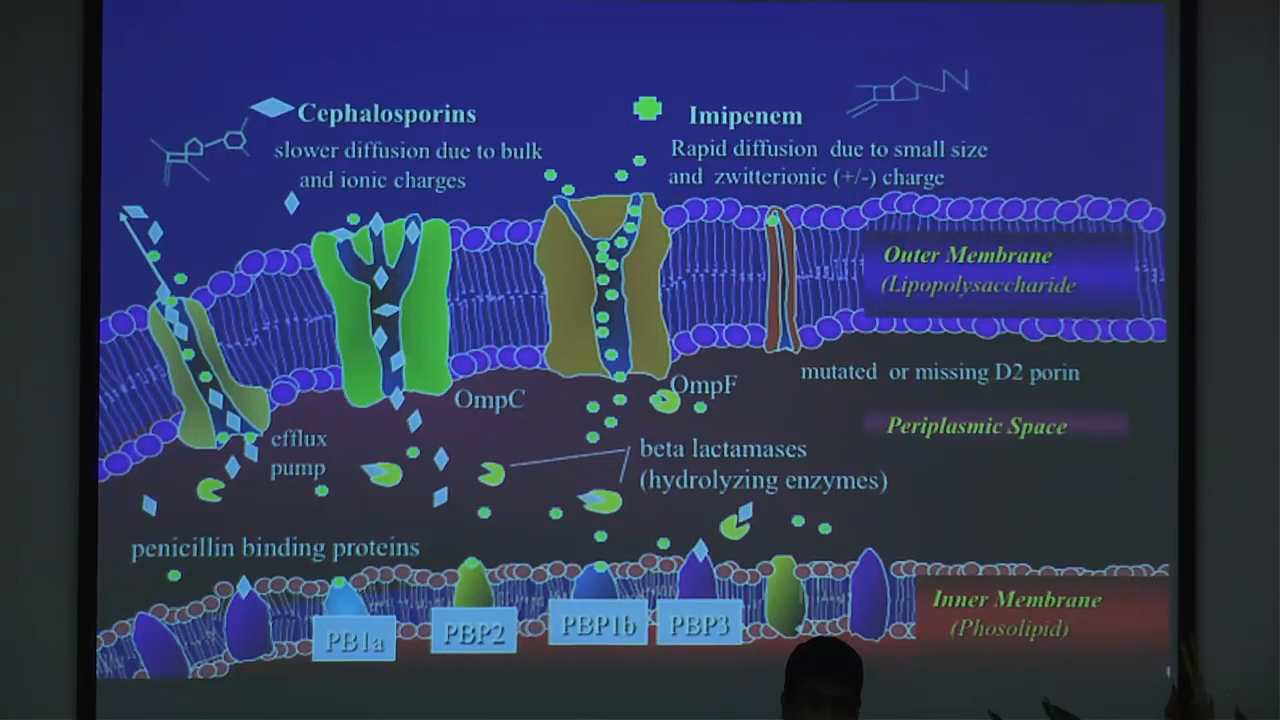 Cephalosporins
slower diffusion due to bulk
and ionic charges
Imipenem
Rapid diffusion due to small size
and zwitterionic (+/-) charge
Outer Membrane
(Lipopolysaccharide
mutated or missing D2 porin
OmpC
OmpF
Periplasmic Space
efflux
pump
beta lactamases
(hydrolyzing enzymes)
penicillin binding proteins
PB1a
PBP2
PBP1b
PBP3
Inner Membrane
(Phosolipid)